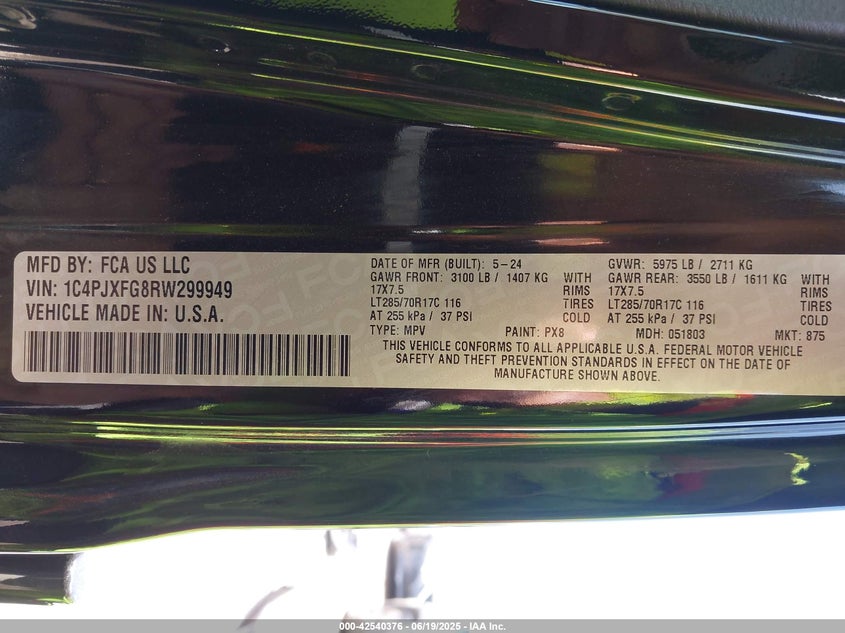 MFD BY: FCA US LLC
VIN: 1C4PJXFG8RW299949
VEHICLE MADE IN: U.S.A.
DATE OF MFR (BUILT): 5-24
GAWR FRONT: 3100 LB / 1407 KG WITH
17X7.5 RIMS
LT285/70R17C 116 TIRES
AT 255 kPa / 37 PSI COLD
TYPE: MPV PAINT: PX8
GVWR: 5975 LB / 2711 KG
GAWR REAR: 3550 LB / 1611 KG WITH
17X7.5 RIMS
LT285/70R17C 116 TIRES
AT 255 kPa / 37 PSI COLD
MDH: 051803 MKT: 875
THIS VEHICLE CONFORMS TO ALL APPLICABLE U.S.A. FEDERAL MOTOR VEHICLE
SAFETY AND THEFT PREVENTION STANDARDS IN EFFECT ON THE DATE OF
MANUFACTURE SHOWN ABOVE.
000-42540376 - 06/19/2025 - IAA Inc.